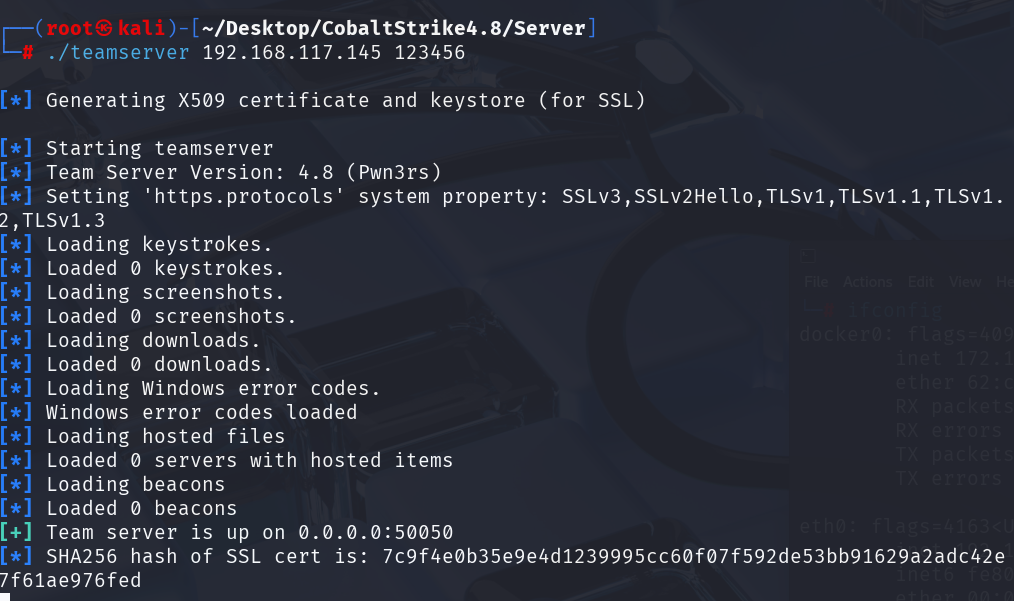 ┌──(root㉿kali)-[~/Desktop/CobaltStrike4.8/Server]
└─# ./teamserver 192.168.117.145 123456
[*] Generating X509 certificate and keystore (for SSL)
[*] Starting teamserver
[*] Team Server Version: 4.8 (Pwn3rs)
[*] Setting 'https.protocols' system property: SSLv3,SSLv2Hello,TLSv1,TLSv1.1,TLSv1.
2,TLSv1.3
[*] Loading keystrokes.
[*] Loaded 0 keystrokes.
[*] Loading screenshots.
[*] Loaded 0 screenshots.
[*] Loading downloads.
[*] Loaded 0 downloads.
[*] Loading Windows error codes.
[*] Windows error codes loaded
[*] Loading hosted files
[*] Loaded 0 servers with hosted items
[*] Loading beacons
[*] Loaded 0 beacons
[+] Team server is up on 0.0.0.0:50050
[*] SHA256 hash of SSL cert is: 7c9f4e0b35e9e4d1239995cc60f07f592de53bb91629a2adc42e
7f61ae976fed
File Actions Edit View
ifconfig
docker0: flags=409
inet 172.1
ether 62:
RX packets
RX errors
TX packets
TX errors
eth0: flags=4163<U
inet6 fe80
ether 00:0